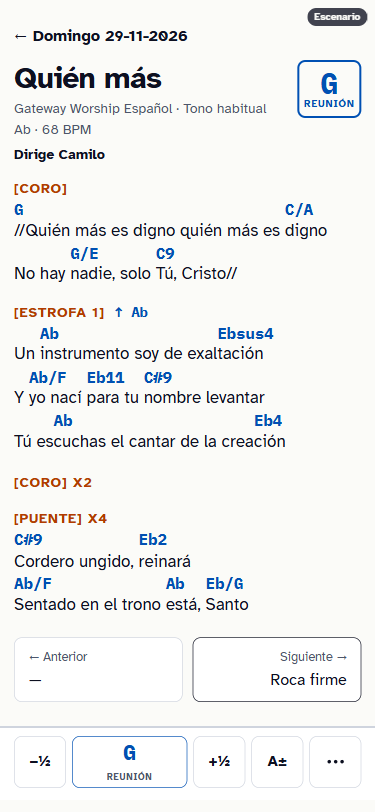 Escenario
← Domingo 29-11-2026
Quién más
G
REUNIÓN
Gateway Worship Español · Tono habitual
Ab · 68 BPM
Dirige Camilo
[CORO]
G C/A
//Quién más es digno quién más es digno
G/E C9
No hay nadie, solo Tú, Cristo//
[ESTROFA 1] ↑ Ab
Ab Ebsus4
Un instrumento soy de exaltación
Ab/F Eb11 C#9
Y yo nací para tu nombre levantar
Ab Eb4
Tú escuchas el cantar de la creación
[CORO] X2
[PUENTE] X4
C#9 Eb2
Cordero ungido, reinará
Ab/F Ab Eb/G
Sentado en el trono está, Santo
← Anterior
—
Siguiente →
Roca firme
−½
G
REUNIÓN
+½
A±
•••